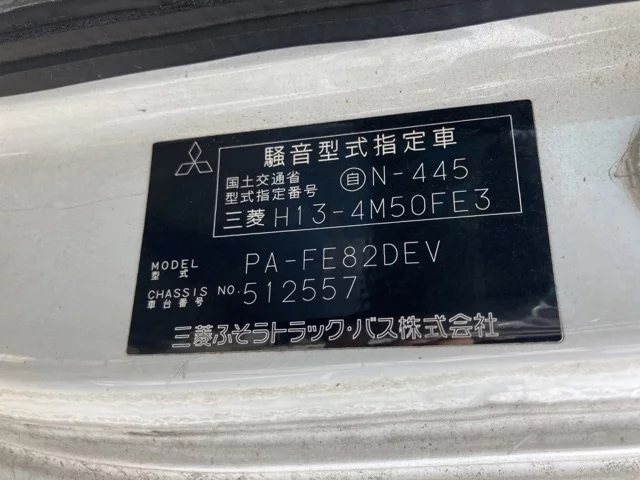 騒音型式指定車
国土交通省
型式指定番号 自 N-445
三菱 H13-4M50FE3
MODEL
型式 PA-FE82DEV
CHASSIS NO.
車台番号 512557
三菱ふそうトラック・バス株式会社